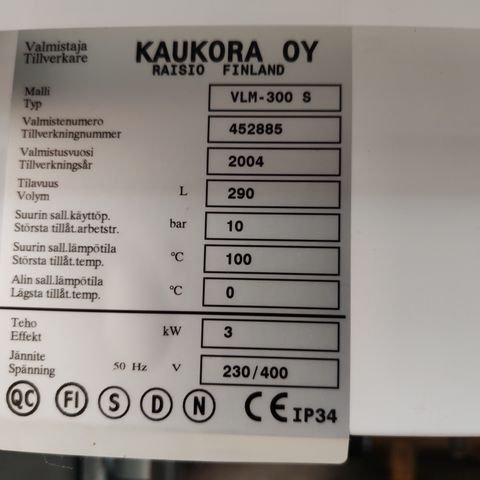 Valmistaja
Tillverkare
KAUKORA OY
RAISIO FINLAND
Malli
Typ
VLM-300 S
Valmistenumero
Tillverkningnummer
452885
Valmistusvuosi
Tillverkningsår
2004
Tilavuus
Volym
L
290
Suurin sall.käyttöp.
Största tillåt.arbetstr.
bar
10
Suurin sall.lämpötila
Största tillåt.temp.
°C
100
Alin sall.lämpötila
Lägsta tillåt.temp.
°C
0
Teho
Effekt
kW
3
Jännite
Spänning
50 Hz V
230/400
QC FI S D N CE IP34